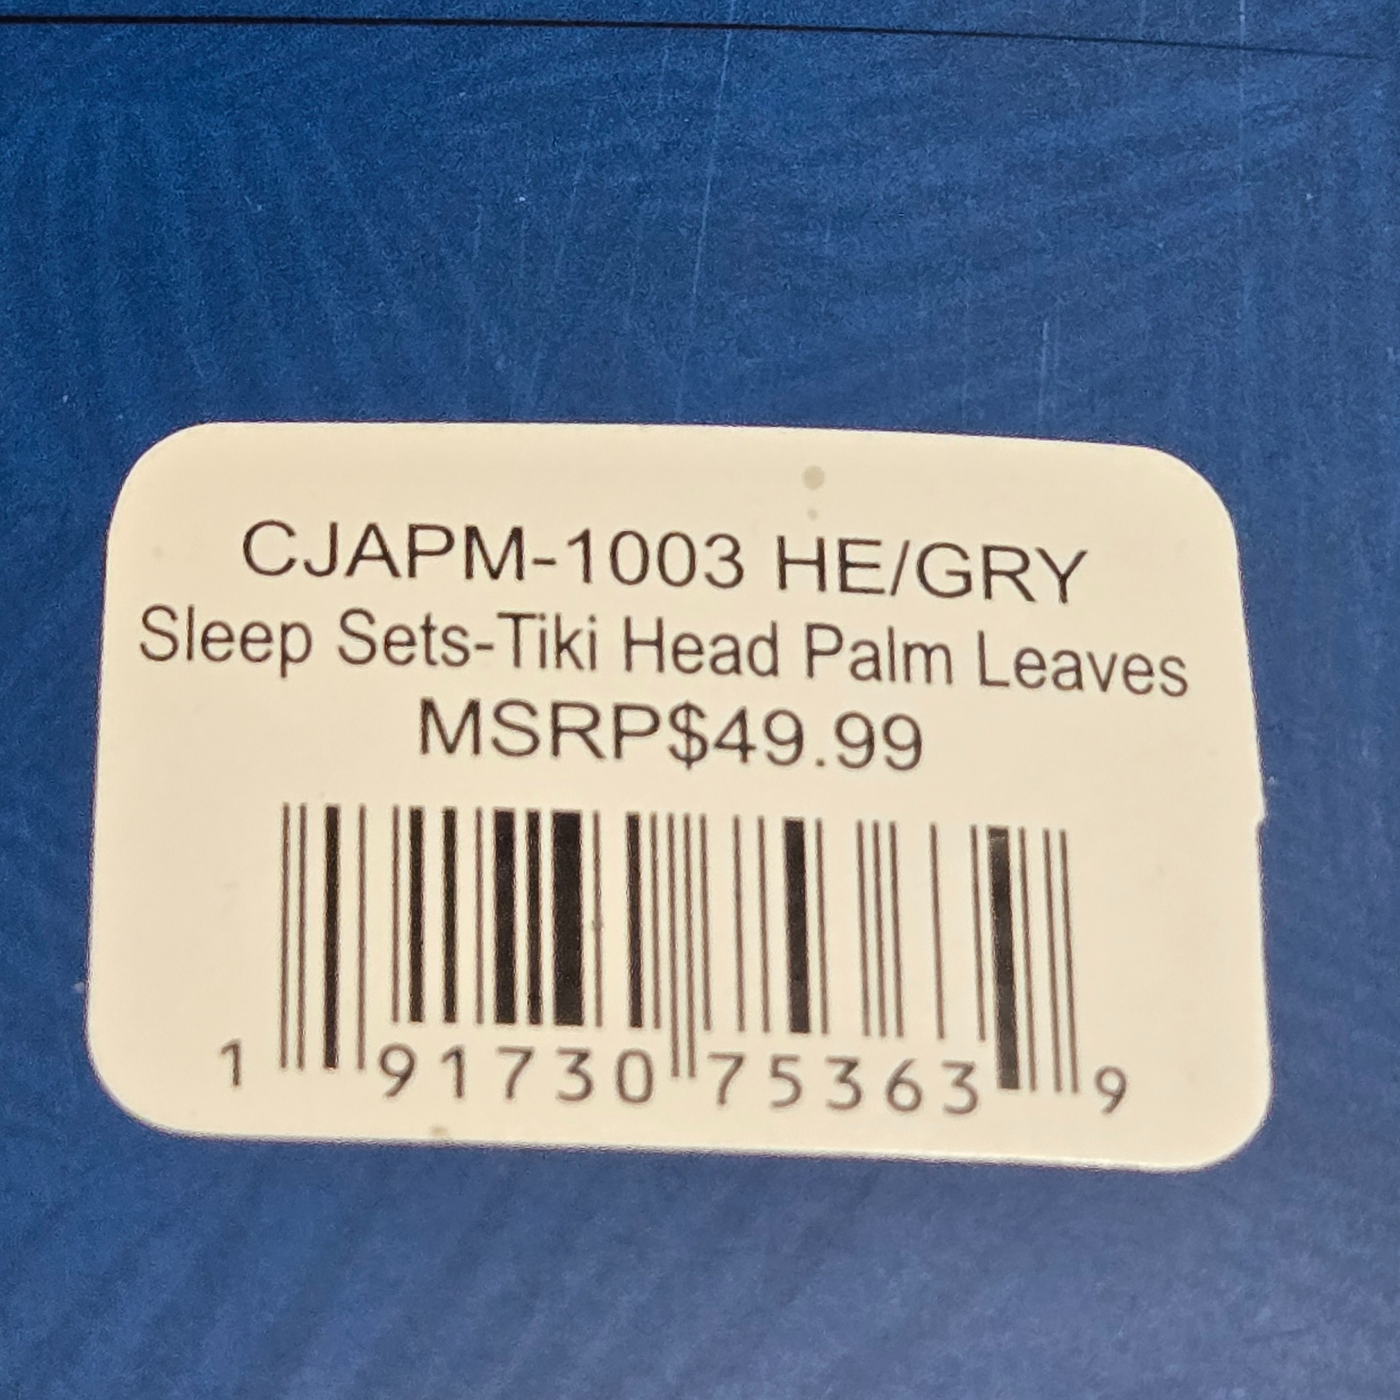 CJAPM-1003 HE/GRY
Sleep Sets-Tiki Head Palm Leaves
MSRP$49.99
1 91730 75363 9